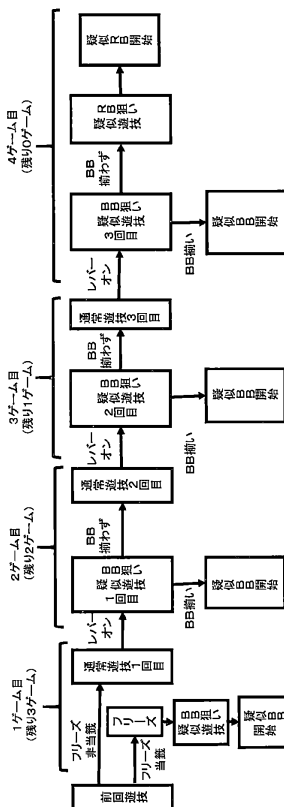 1ゲーム目
(残り3ゲーム)
2ゲーム目
(残り2ゲーム)
3ゲーム目
(残り1ゲーム)
4ゲーム目
(残り0ゲーム)
前回遊技
フリーズ
非当籤
通常遊技1回目
フリーズ
当籤
フリーズ
BB狙い
疑似遊技
疑似BB
開始
レバー
オン
BB狙い
疑似遊技
1回目
BB
揃わず
通常遊技2回目
BB揃い
疑似BB開始
レバー
オン
BB狙い
疑似遊技
2回目
BB
揃わず
通常遊技3回目
BB揃い
疑似BB開始
レバー
オン
BB狙い
疑似遊技
3回目
BB
揃わず
RB狙い
疑似遊技
疑似RB開始
BB揃い
疑似BB開始